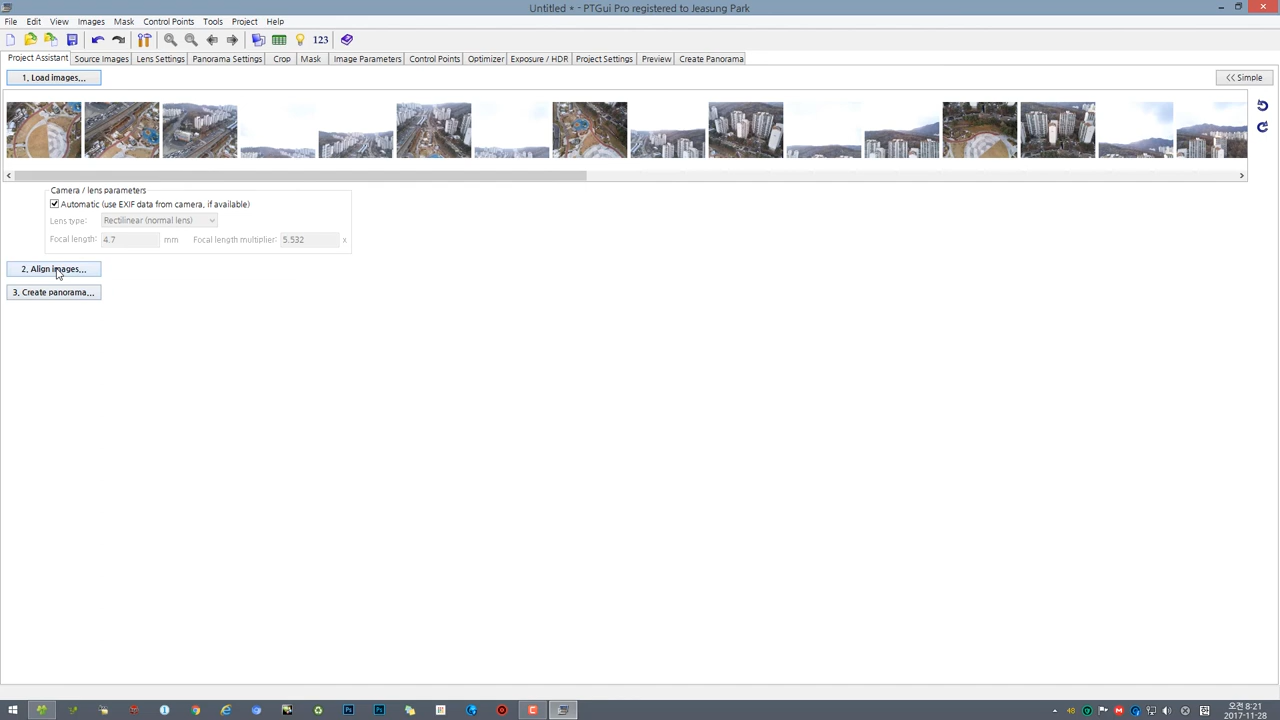 Untitled * - PTGui Pro registered to Jeasung Park
File Edit View Images Mask Control Points Tools Project Help
123
Project Assistant Source Images Lens Settings Panorama Settings Crop Mask Image Parameters Control Points Optimizer Exposure / HDR Project Settings Preview Create Panorama
1. Load images... << Simple
Camera / lens parameters
Automatic (use EXIF data from camera, if available)
Lens type: Rectilinear (normal lens)
Focal length: 4.7 mm Focal length multiplier: 5.532 x
2. Align images...
3. Create panorama...
48
오전 8:21
2017-11-28